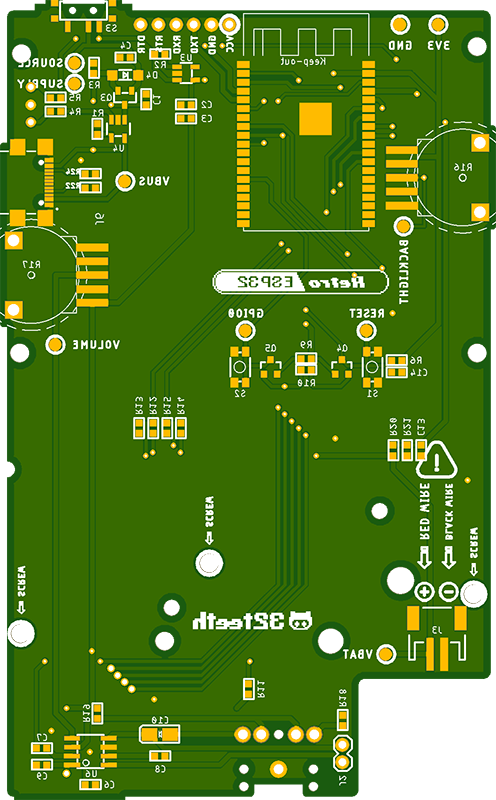 S3
DTR
RTS
RXD
TXD
GND
VCC
GND
3V3
Keep-out
SOURCE
C4
R2
U3
D4
R3
SUPPLY
Q3
C1
R5
R4
C2
C3
R1
U4
R24
R22
VBUS
J6
R16
BACKLIGHT
R17
Retro ESP32
GPIO0
RESET
VOLUME
Q5
R9
Q4
R6
C14
R10
S2
S1
R13
R12
R15
R14
R20
R21
C13
!
RED WIRE
BLACK WIRE
SCREW
SCREW
SCREW
+
-
32teeth
J3
VBAT
R11
R19
C10
R18
C7
C9
U6
C8
C6
J2